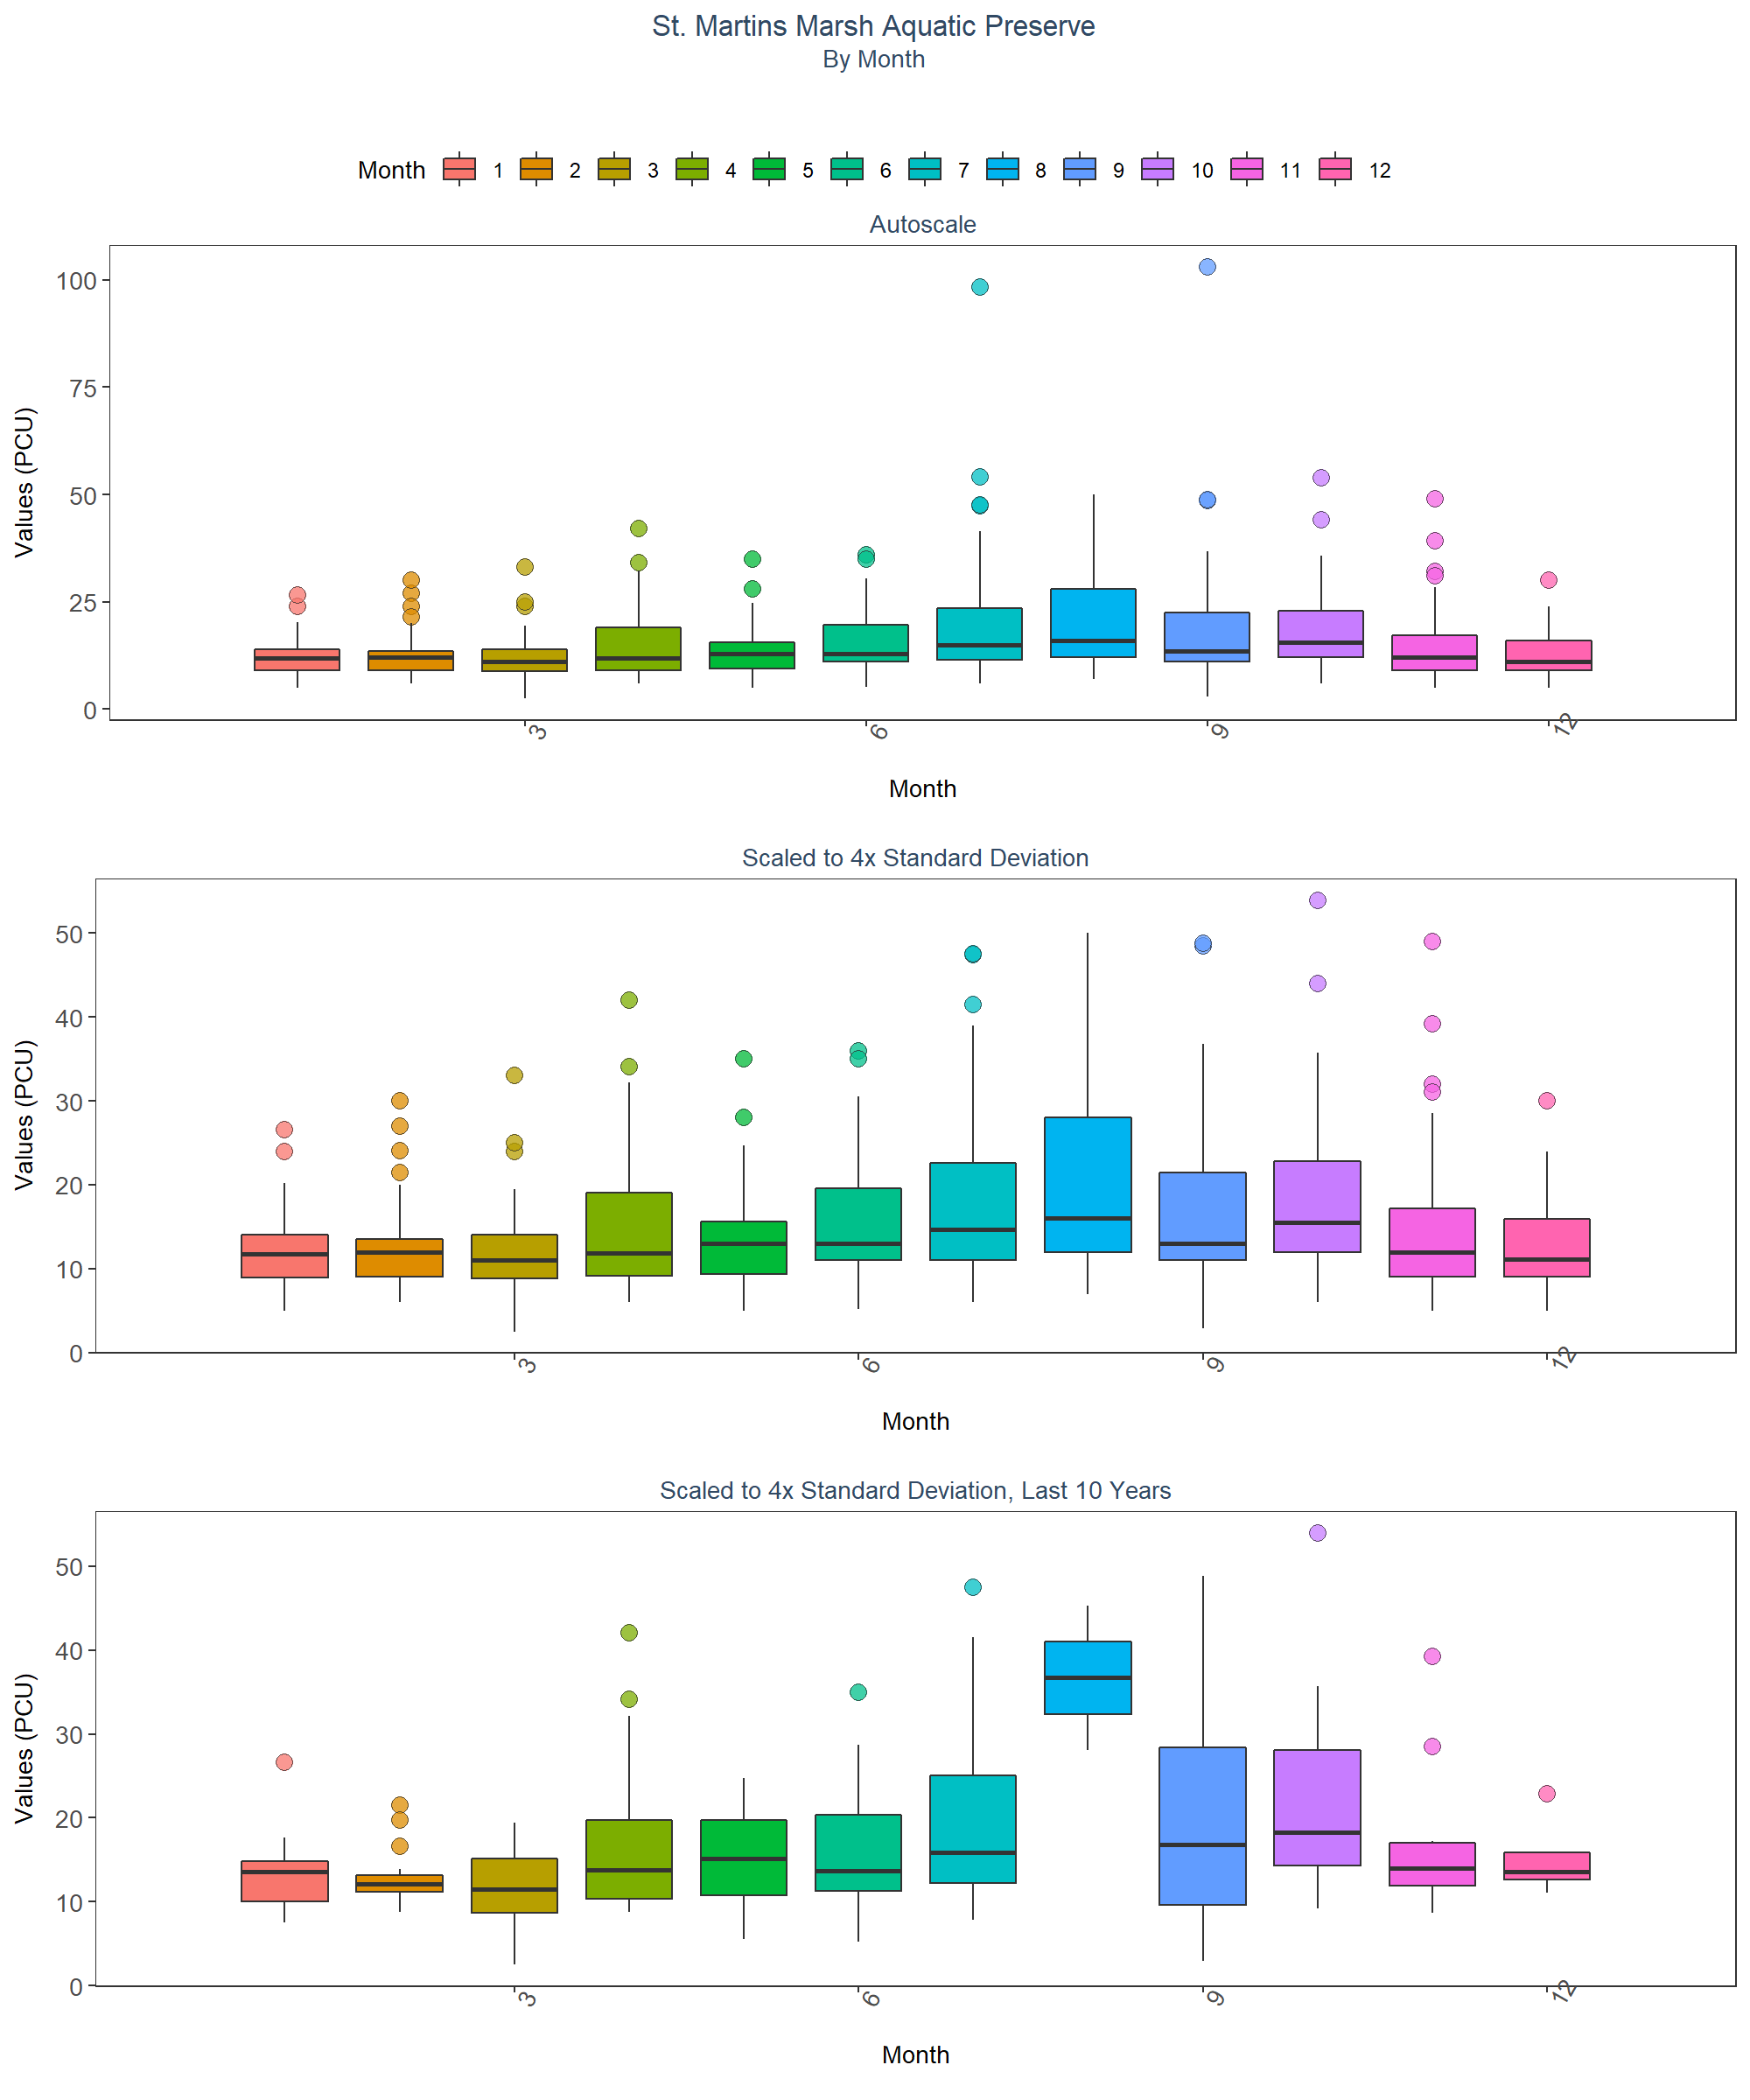 St. Martins Marsh Aquatic Preserve
By Month
Month 1 2 3 4 5 6 7 8 9 10 11 12
Autoscale
Values (PCU)
100
75
50
25
0
3 6 9 12
Month
Scaled to 4x Standard Deviation
Values (PCU)
50
40
30
20
10
0
3 6 9 12
Month
Scaled to 4x Standard Deviation, Last 10 Years
Values (PCU)
50
40
30
20
10
0
3 6 9 12
Month